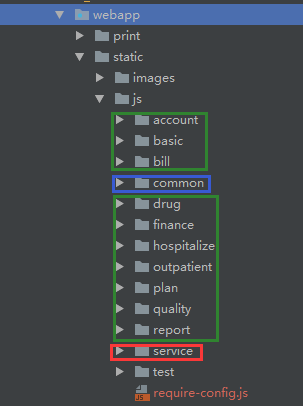 webapp
print
static
images
js
account
basic
bill
common
drug
finance
hospitalize
outpatient
plan
quality
report
service
test
JS require-config.js